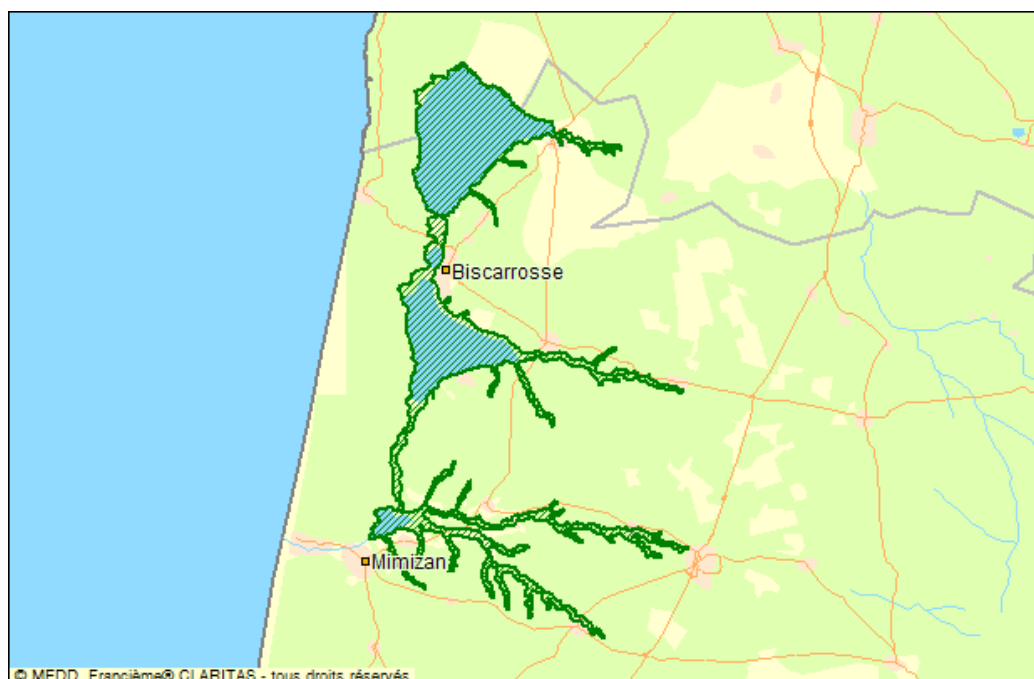 Biscarrosse
Mimizan
© MEDD, Francième® CLARITAS - tous droits réservés